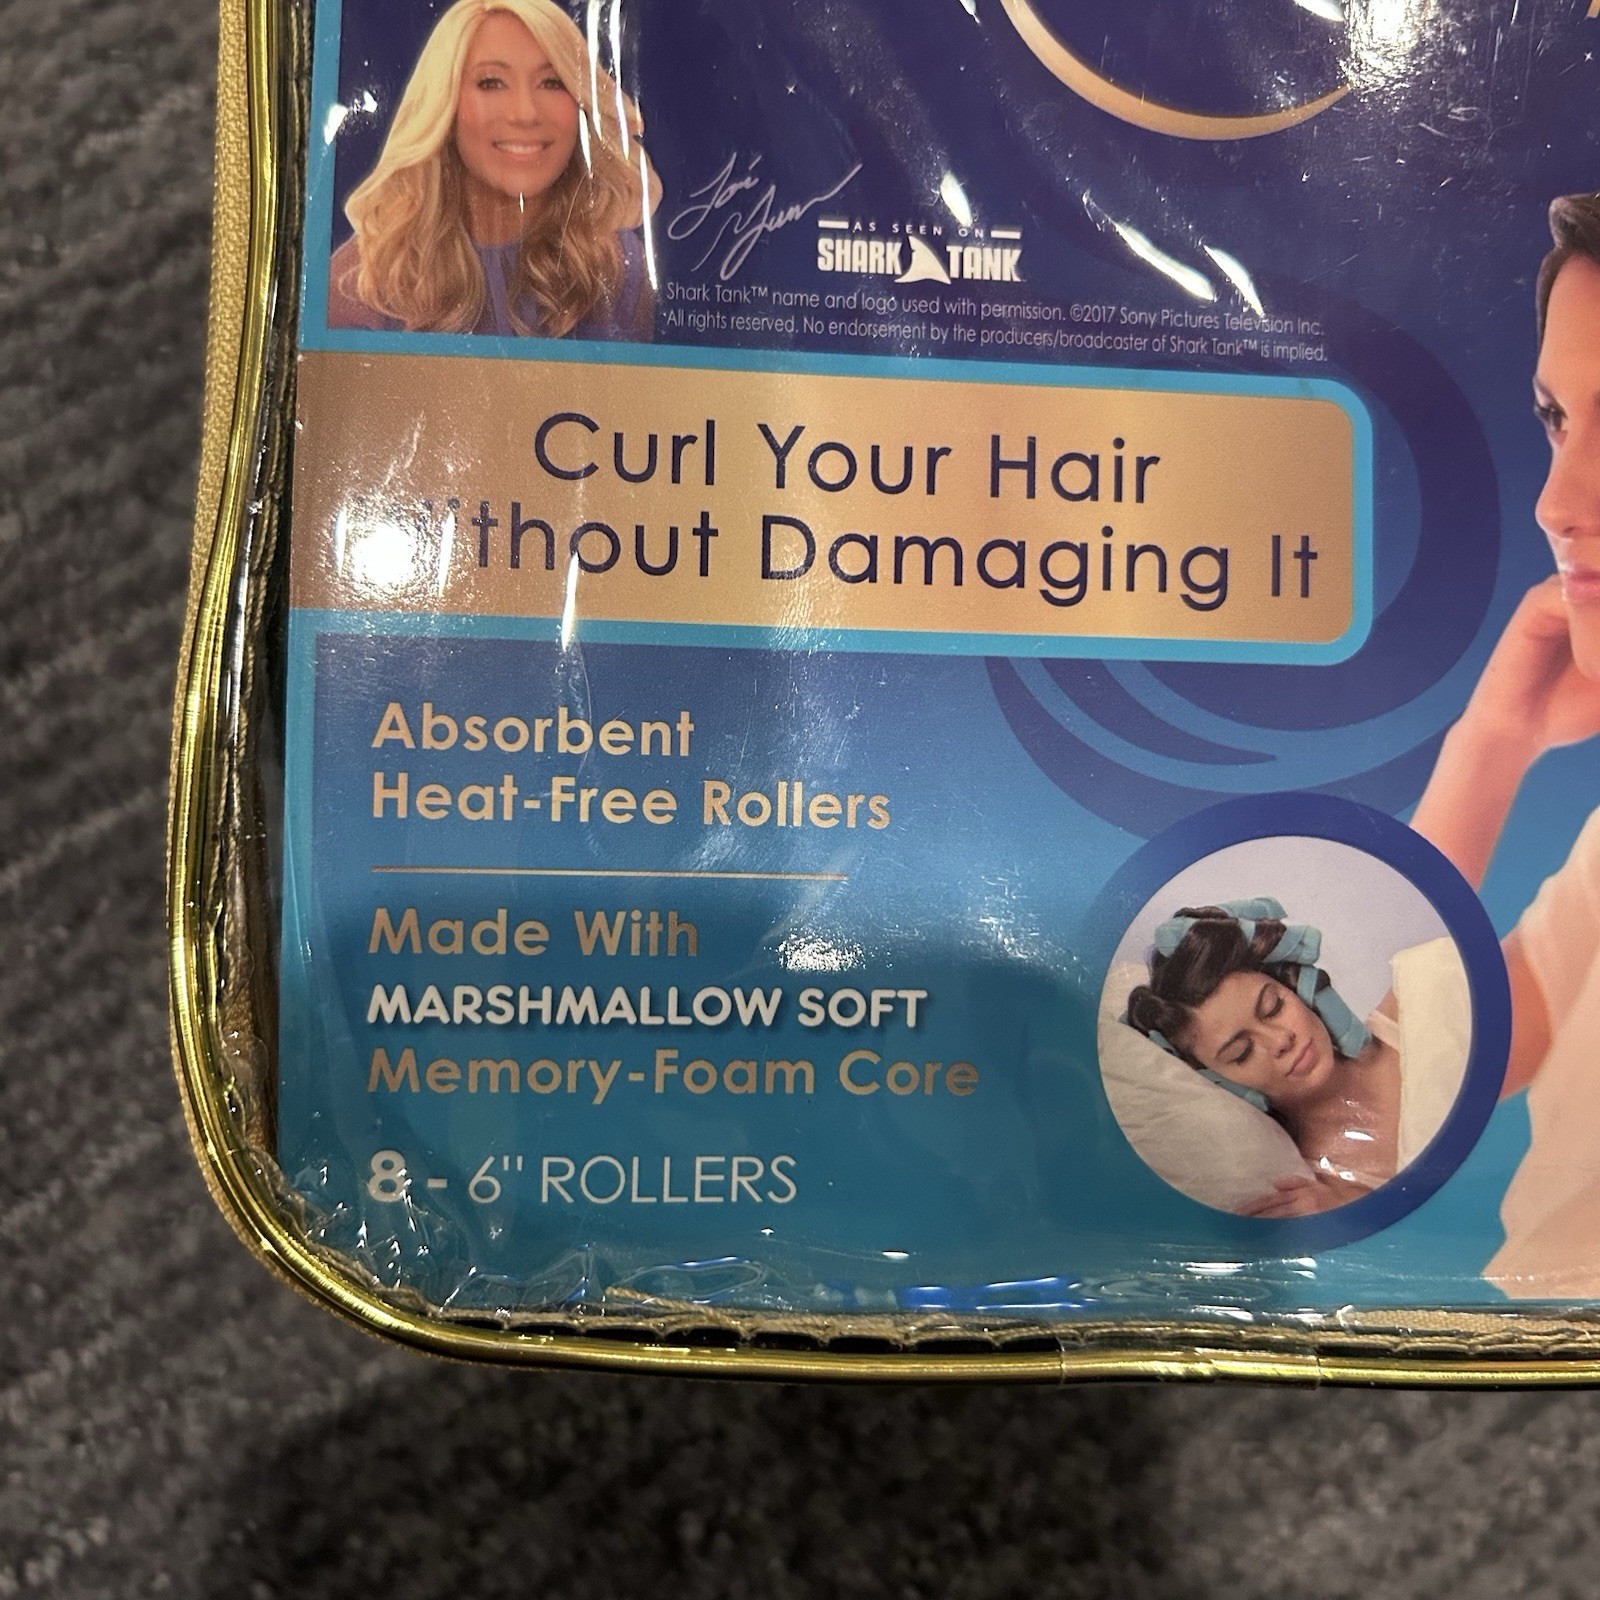 AS SEEN ON
SHARK TANK
Shark Tank™ name and logo used with permission. ©2017 Sony Pictures Television Inc.
All rights reserved. No endorsement by the producers/broadcaster of Shark Tank™ is implied.
Curl Your Hair
Without Damaging It
Absorbent
Heat-Free Rollers
Made With
MARSHMALLOW SOFT
Memory-Foam Core
8 - 6" ROLLERS